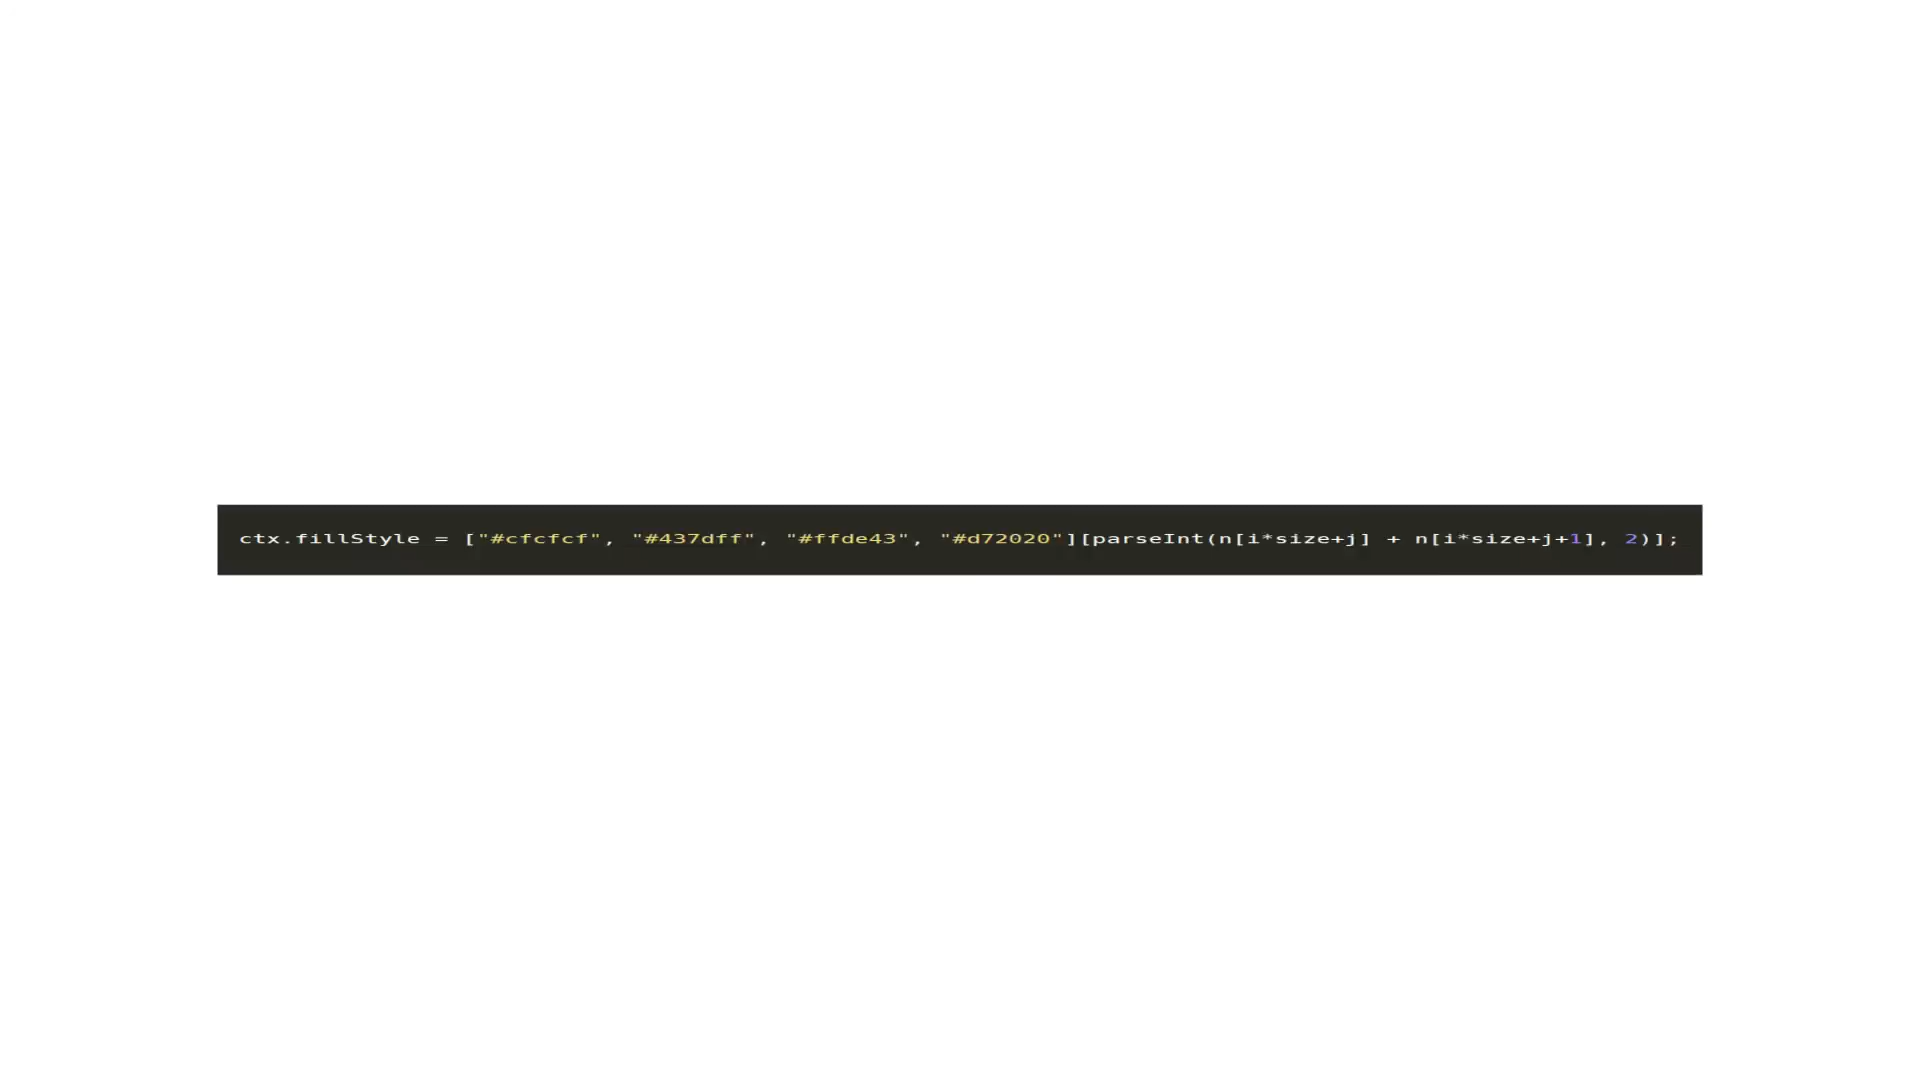 ctx.fillStyle = ["#cfcfcf", "#437dff", "#ffde43", "#d72020"][parseInt(n[i*size+j] + n[i*size+j+1], 2)];